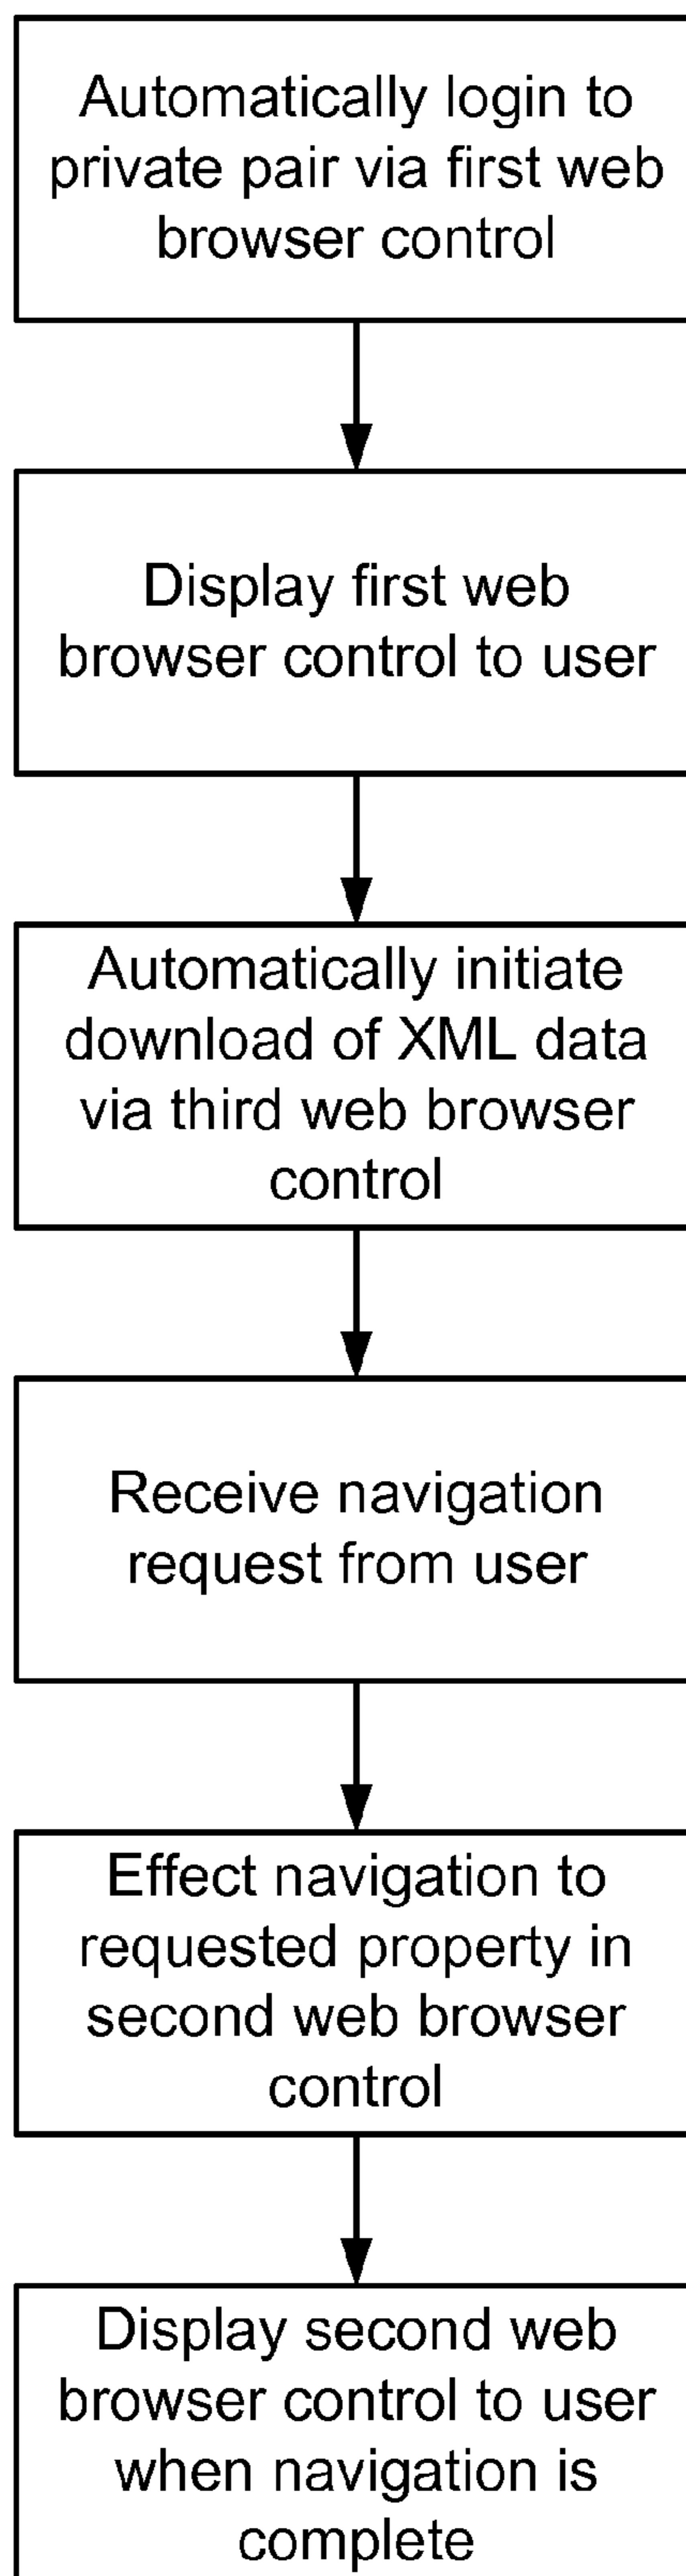 Automatically login to
private pair via first web
browser control
Display first web
browser control to user
Automatically initiate
download of XML data
via third web browser
control
Receive navigation
request from user
Effect navigation to
requested property in
second web browser
control
Display second web
browser control to user
when navigation is
complete